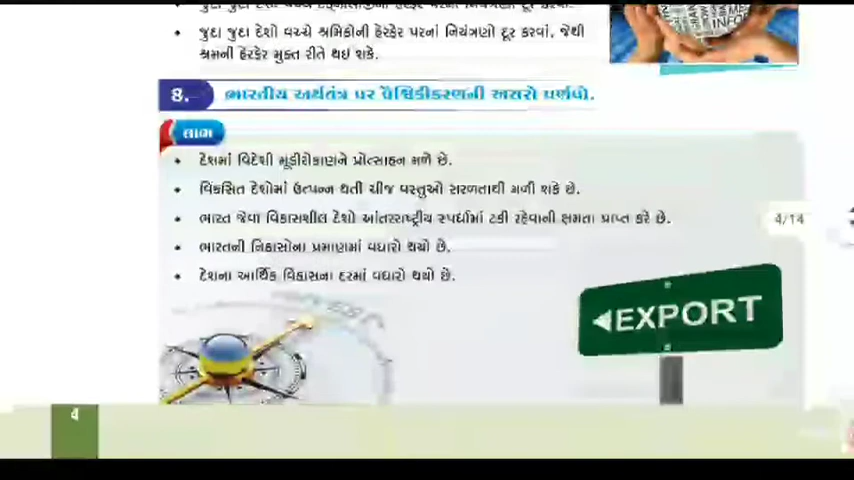 જુદા જુદા દેશો વચ્ચે
જુદા જુદા દેશો વચ્ચે શ્રમિકોની હેરફેર પરનાં નિયંત્રણો દૂર કરવાં. જેથી
શ્રમની હેરફેર મુક્ત રીતે થઇ શકે.
INFO
8. ભારતીય અર્થતંત્ર પર વૈશ્વિકીકરણની અસરો વર્ણવો.
લાભ
દેશમાં વિદેશી મૂડીરોકાણને પ્રોત્સાહન મળે છે.
વિકસિત દેશોમાં ઉત્પન્ન થતી ચીજ વસ્તુઓ સરળતાથી મળી શકે છે.
ભારત જેવા વિકાસશીલ દેશો આંતરરાષ્ટ્રીય સ્પર્ધામાં ટકી રહેવાની ક્ષમતા પ્રાપ્ત કરે છે.
4/14
ભારતની નિકાસોના પ્રમાણમાં વધારો થયો છે.
દેશના આર્થિક વિકાસના દરમાં વધારો થયો છે.
EXPORT
4